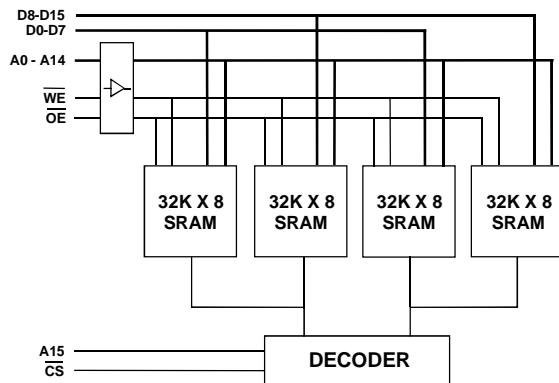 D8-D15
D0-D7
A0 - A14
WE
OE
32K X 8
SRAM
32K X 8
SRAM
32K X 8
SRAM
32K X 8
SRAM
A15
CS
DECODER